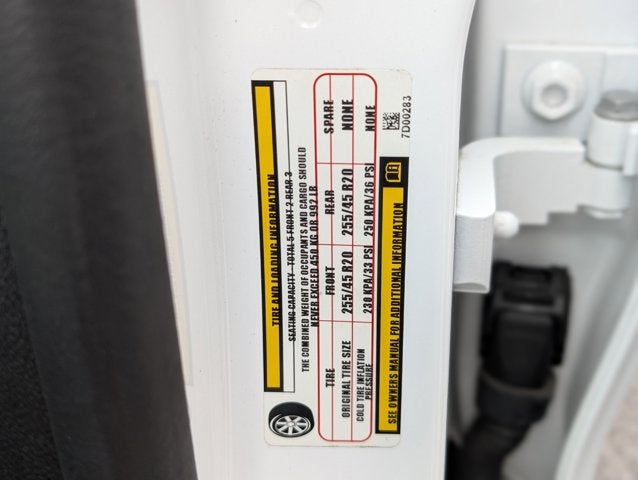 TIRE AND LOADING INFORMATION
SEATING CAPACITY - TOTAL 5 FRONT 2 REAR 3
THE COMBINED WEIGHT OF OCCUPANTS AND CARGO SHOULD
NEVER EXCEED 450 KG OR 992 LB
TIRE FRONT REAR SPARE
ORIGINAL TIRE SIZE 255/45 R20 255/45 R20 NONE
COLD TIRE INFLATION
PRESSURE 230 KPA/33 PSI 250 KPA/36 PSI NONE
SEE OWNERS MANUAL FOR ADDITIONAL INFORMATION
7D00283